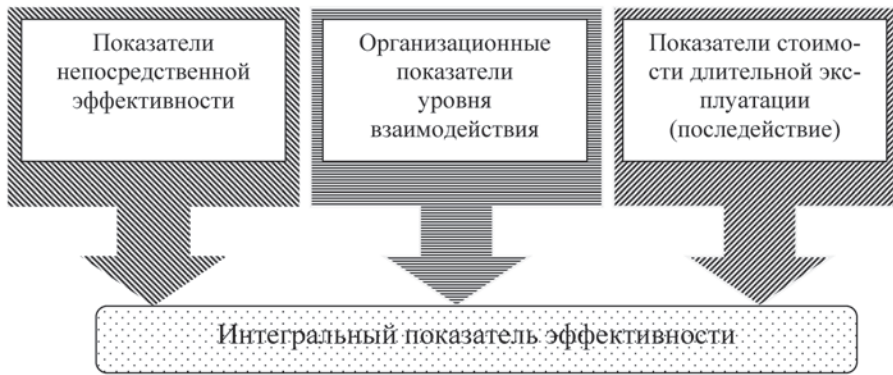 Показатели
непосредственной
эффективности
Организационные
показатели
уровня
взаимодействия
Показатели стоимо-
сти длительной экс-
плуатации
(последействие)
Интегральный показатель эффективности